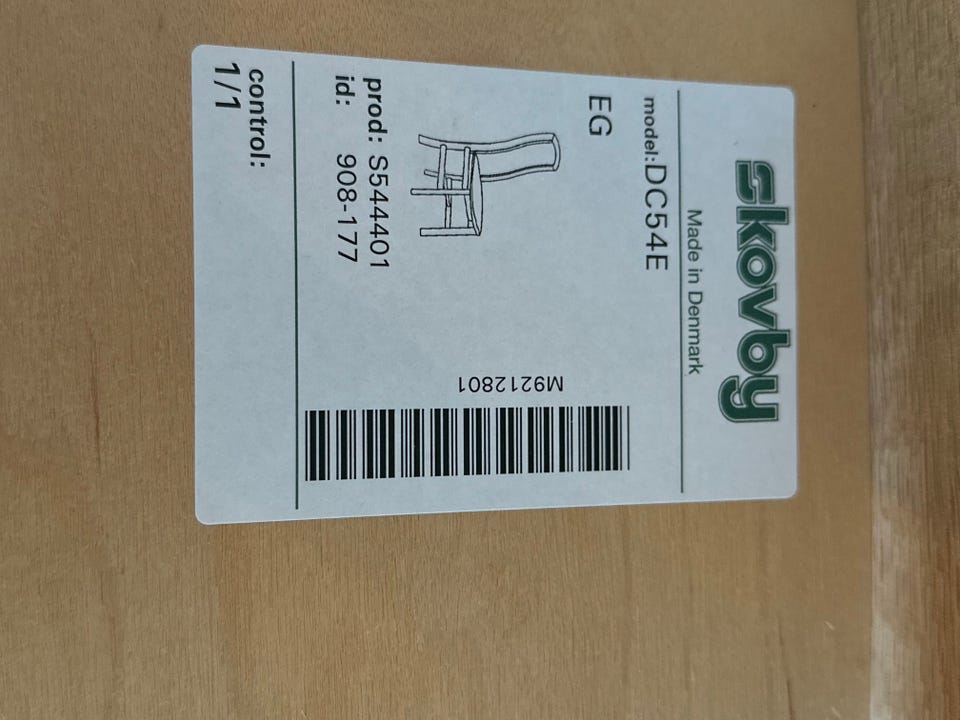 skovby
Made in Denmark
model:DC54E
EG
M9212801
prod: S544401
id: 908-177
control:
1/1